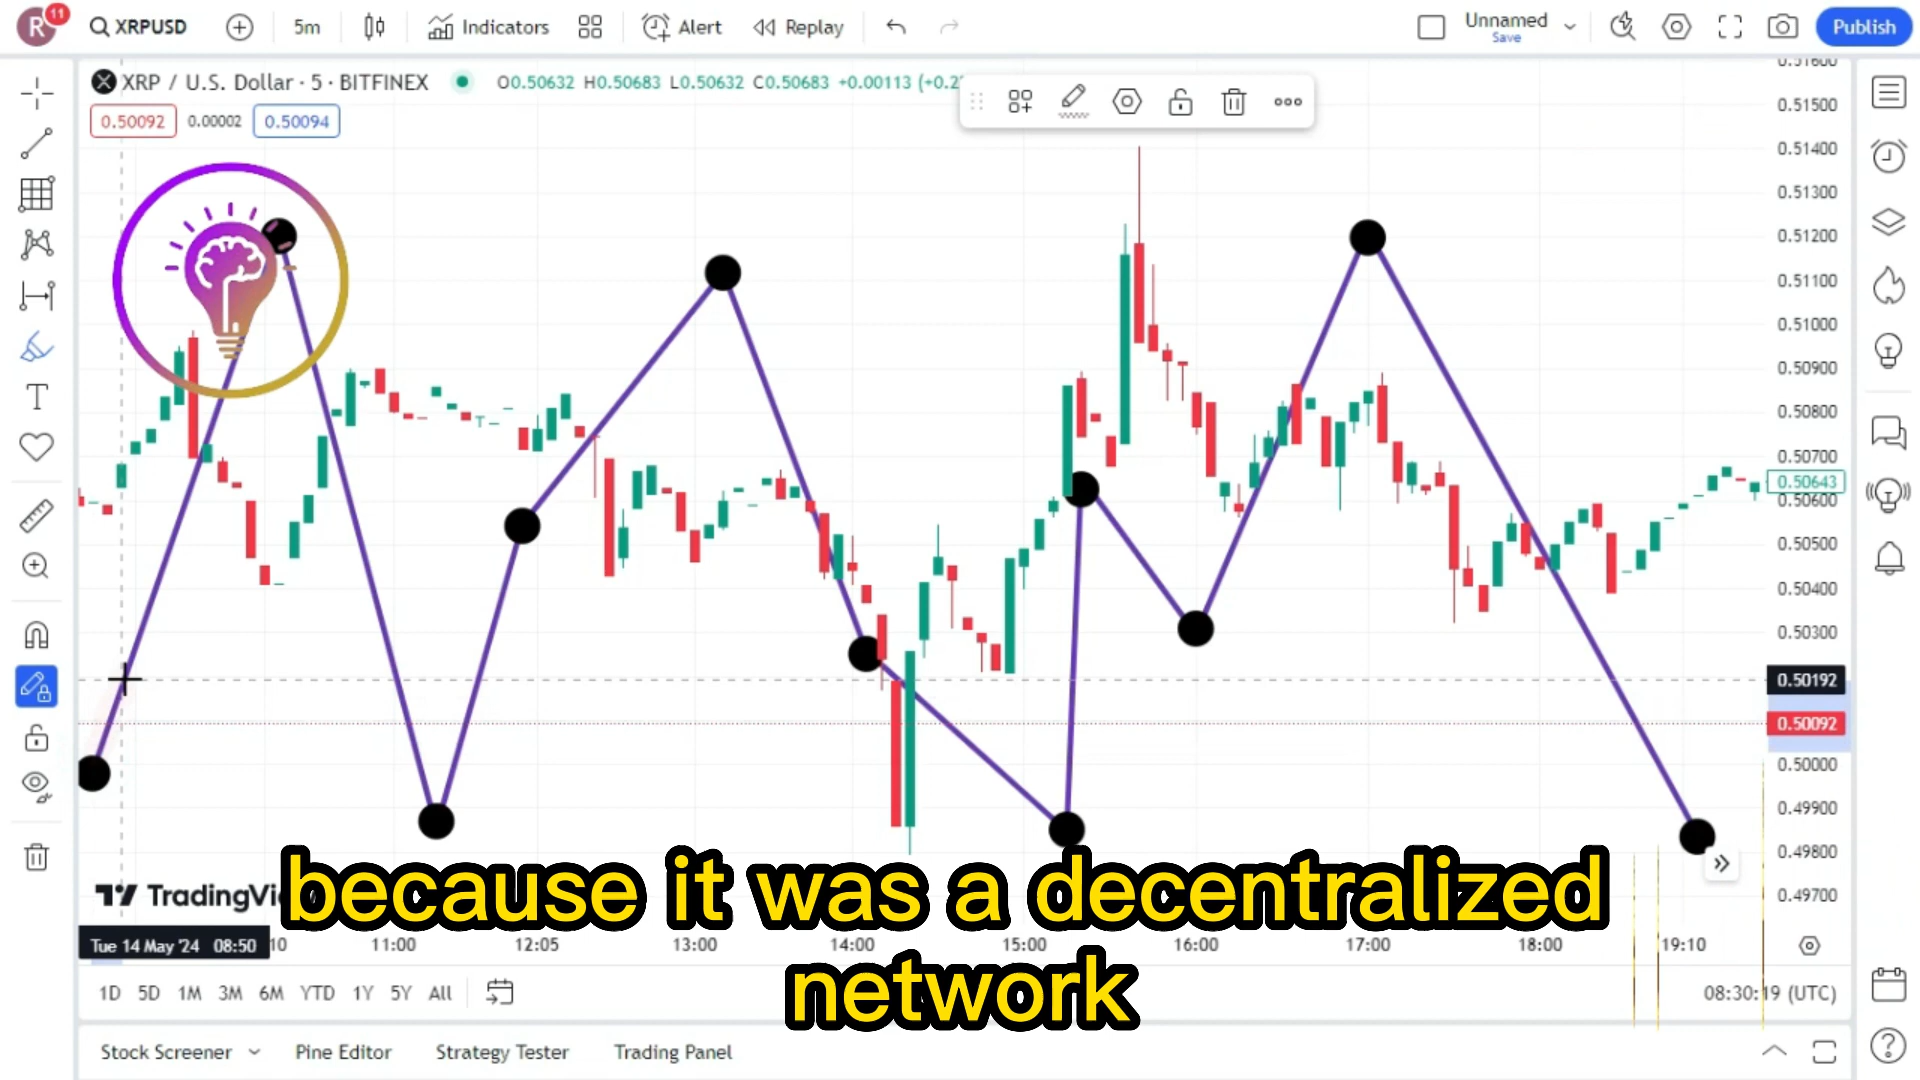 R 11 XRPUSD 5m Indicators Alert Replay Unnamed Save Publish
XRP / U.S. Dollar · 5 · BITFINEX O0.50632 H0.50683 L0.50632 C0.50683 +0.00113
0.50092 0.00002 0.50094
0.51600
0.51500
0.51400
0.51300
0.51200
0.51100
0.51000
0.50900
0.50800
0.50700
0.50643
0.50600
0.50500
0.50400
0.50300
0.50192
0.50092
0.50000
0.49900
0.49800
0.49700
T
TradingVi
because it was a decentralized
network
Tue 14 May '24 08:50 10 11:00 12:05 13:00 14:00 15:00 16:00 17:00 18:00 19:10
1D 5D 1M 3M 6M YTD 1Y 5Y All 08:30:19 (UTC)
Stock Screener Pine Editor Strategy Tester Trading Panel